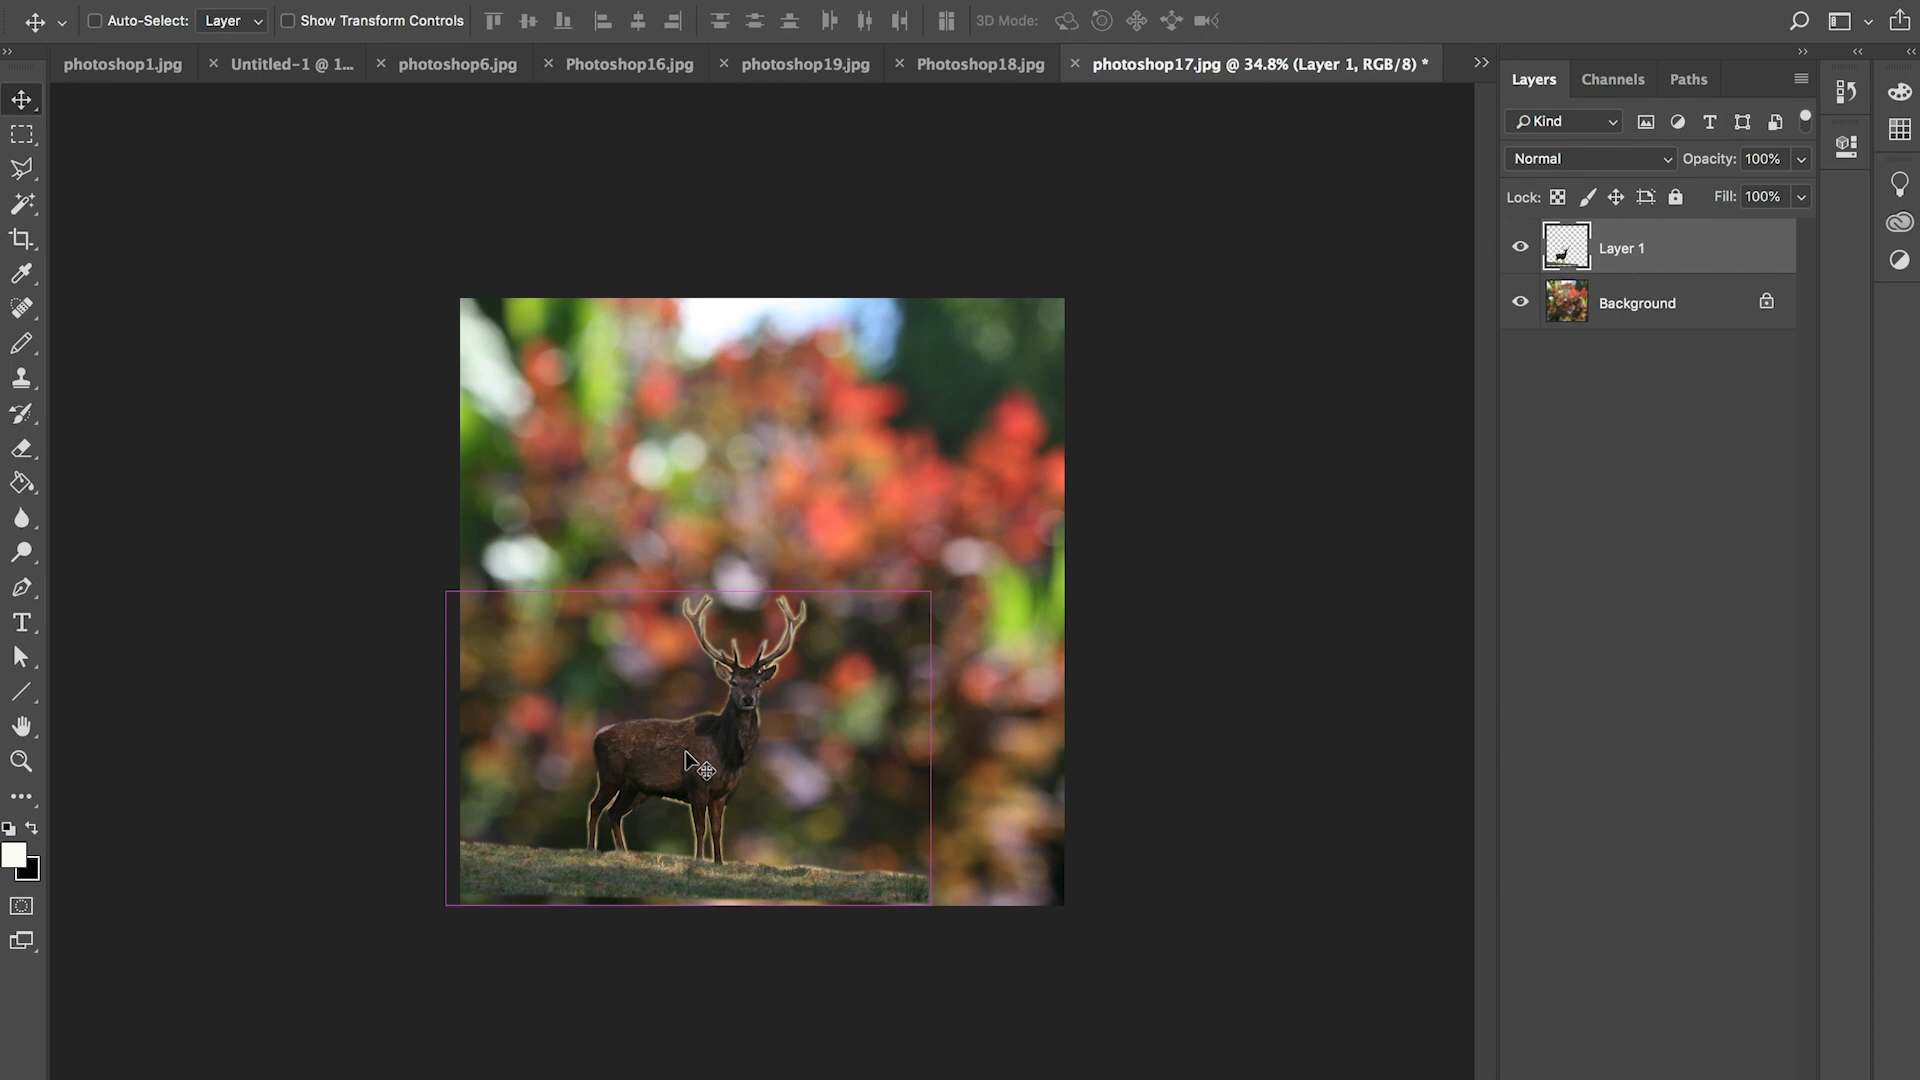 Auto-Select: Layer Show Transform Controls 3D Mode:
photoshop1.jpg Untitled-1 @ 1... photoshop6.jpg Photoshop16.jpg photoshop19.jpg Photoshop18.jpg photoshop17.jpg @ 34.8% (Layer 1, RGB/8) *
Layers Channels Paths
Kind
Normal Opacity: 100%
Lock: Fill: 100%
Layer 1
Background